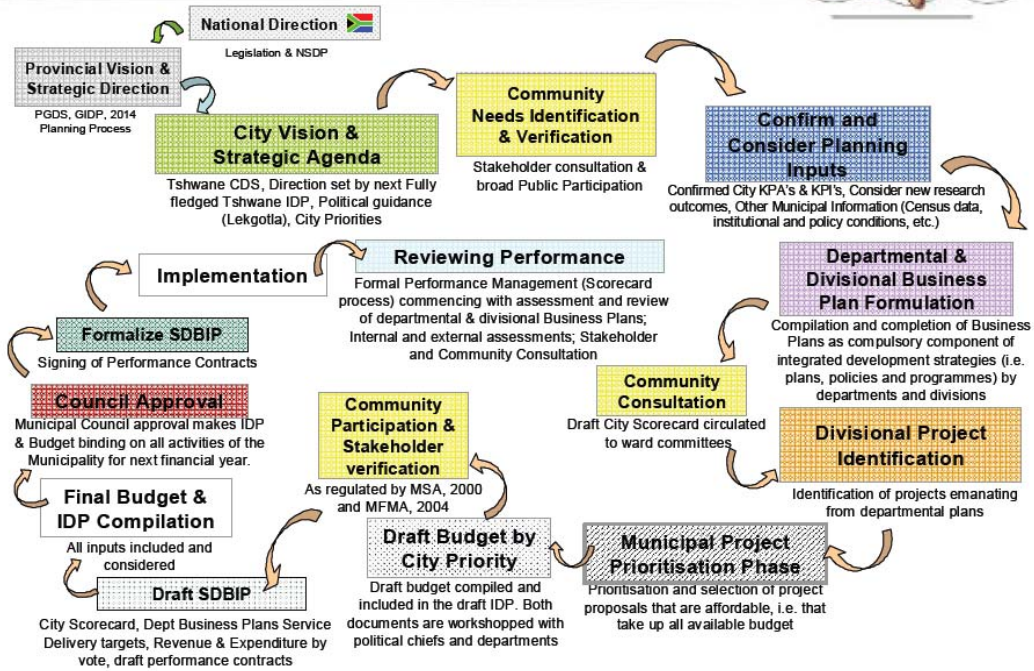 National Direction
Legislation & NSDP
Provincial Vision &
Strategic Direction
PGDS, GIDP, 2014
Planning Process
City Vision &
Strategic Agenda
Tshwane CDS, Direction set by next Fully
fledged Tshwane IDP, Political guidance
(Lekgotla), City Priorities
Community
Needs Identification
& Verification
Stakeholder consultation &
broad Public Participation
Confirm and
Consider Planning
Inputs
Confirmed City KPA's & KPI's, Consider new research
outcomes, Other Municipal Information (Census data,
institutional and policy conditions, etc.)
Departmental &
Divisional Business
Plan Formulation
Compilation and completion of Business
Plans as compulsory component of
integrated development strategies (i.e.
plans, policies and programmes) by
departments and divisions
Community
Consultation
Draft City Scorecard circulated
to ward committees
Divisional Project
Identification
Identification of projects emanating
from departmental plans
Municipal Project
Prioritisation Phase
Prioritisation and selection of project
proposals that are affordable, i.e. that
take up all available budget
Draft Budget by
City Priority
Draft budget compiled and
included in the draft IDP. Both
documents are workshopped with
political chiefs and departments
Community
Participation &
Stakeholder
verification
As regulated by MSA, 2000
and MFMA, 2004
Draft SDBIP
City Scorecard, Dept Business Plans Service
Delivery targets, Revenue & Expenditure by
vote, draft performance contracts
Final Budget &
IDP Compilation
All inputs included and
considered
Council Approval
Municipal Council approval makes IDP
& Budget binding on all activities of the
Municipality for next financial year.
Formalize SDBIP
Signing of Performance Contracts
Implementation
Reviewing Performance
Formal Performance Management (Scorecard
process) commencing with assessment and review
of departmental & divisional Business Plans;
Internal and external assessments; Stakeholder
and Community Consultation